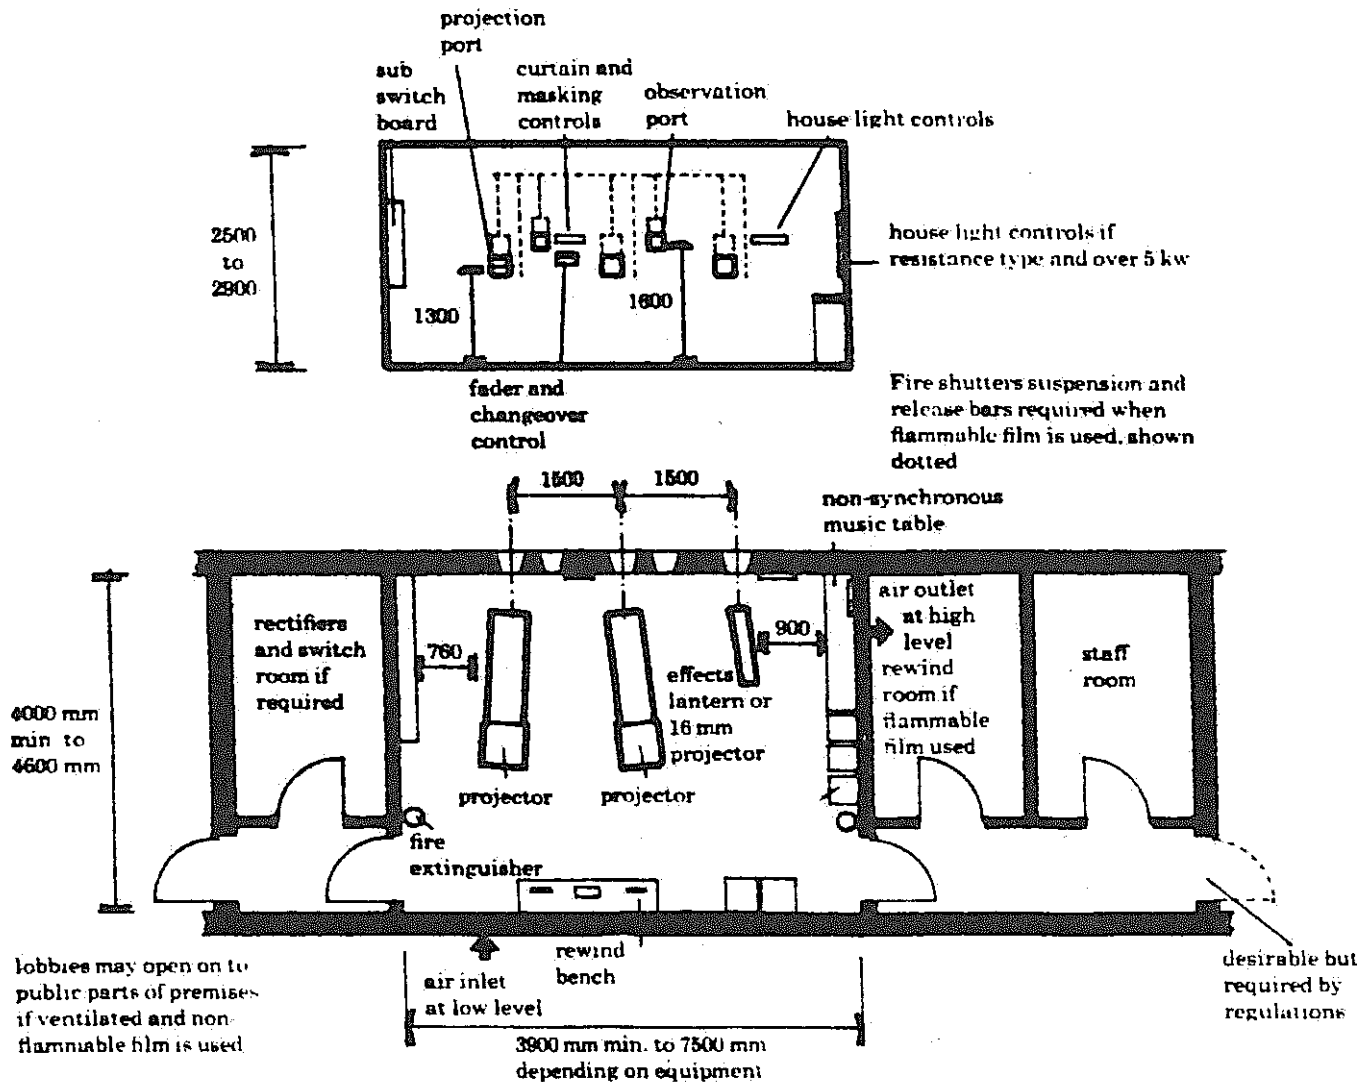 projection
port
sub
switch
board
curtain and
masking
controls
observation
port
house light controls
2500
to
2900
house light controls if
resistance type and over 5 kw
1300
1600
fader and
changeover
control
Fire shutters suspension and
release bars required when
flammable film is used, shown
dotted
1500
1500
non-synchronous
music table
rectifiers
and switch
room if
required
760
900
effects
lantern or
16 mm
projector
air outlet
at high
level
rewind
room if
flammable
film used
staff
room
4000 mm
min to
4600 mm
projector
projector
fire
extinguisher
rewind
bench
air inlet
at low level
lobbies may open on to
public parts of premises
if ventilated and non-
flammable film is used
3900 mm min. to 7500 mm
depending on equipment
desirable but
required by
regulations